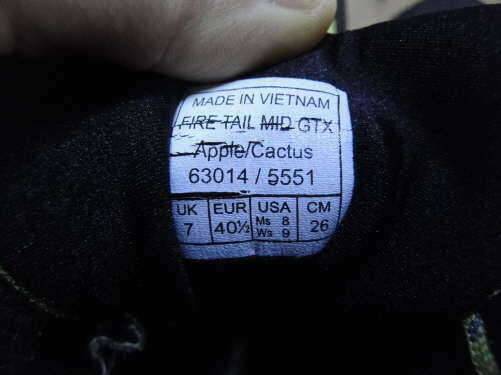 MADE IN VIETNAM
FIRE TAIL MID GTX
Apple/Cactus
63014 / 5551
UK EUR USA CM
7 40½ Ms 8 26
Ws 9